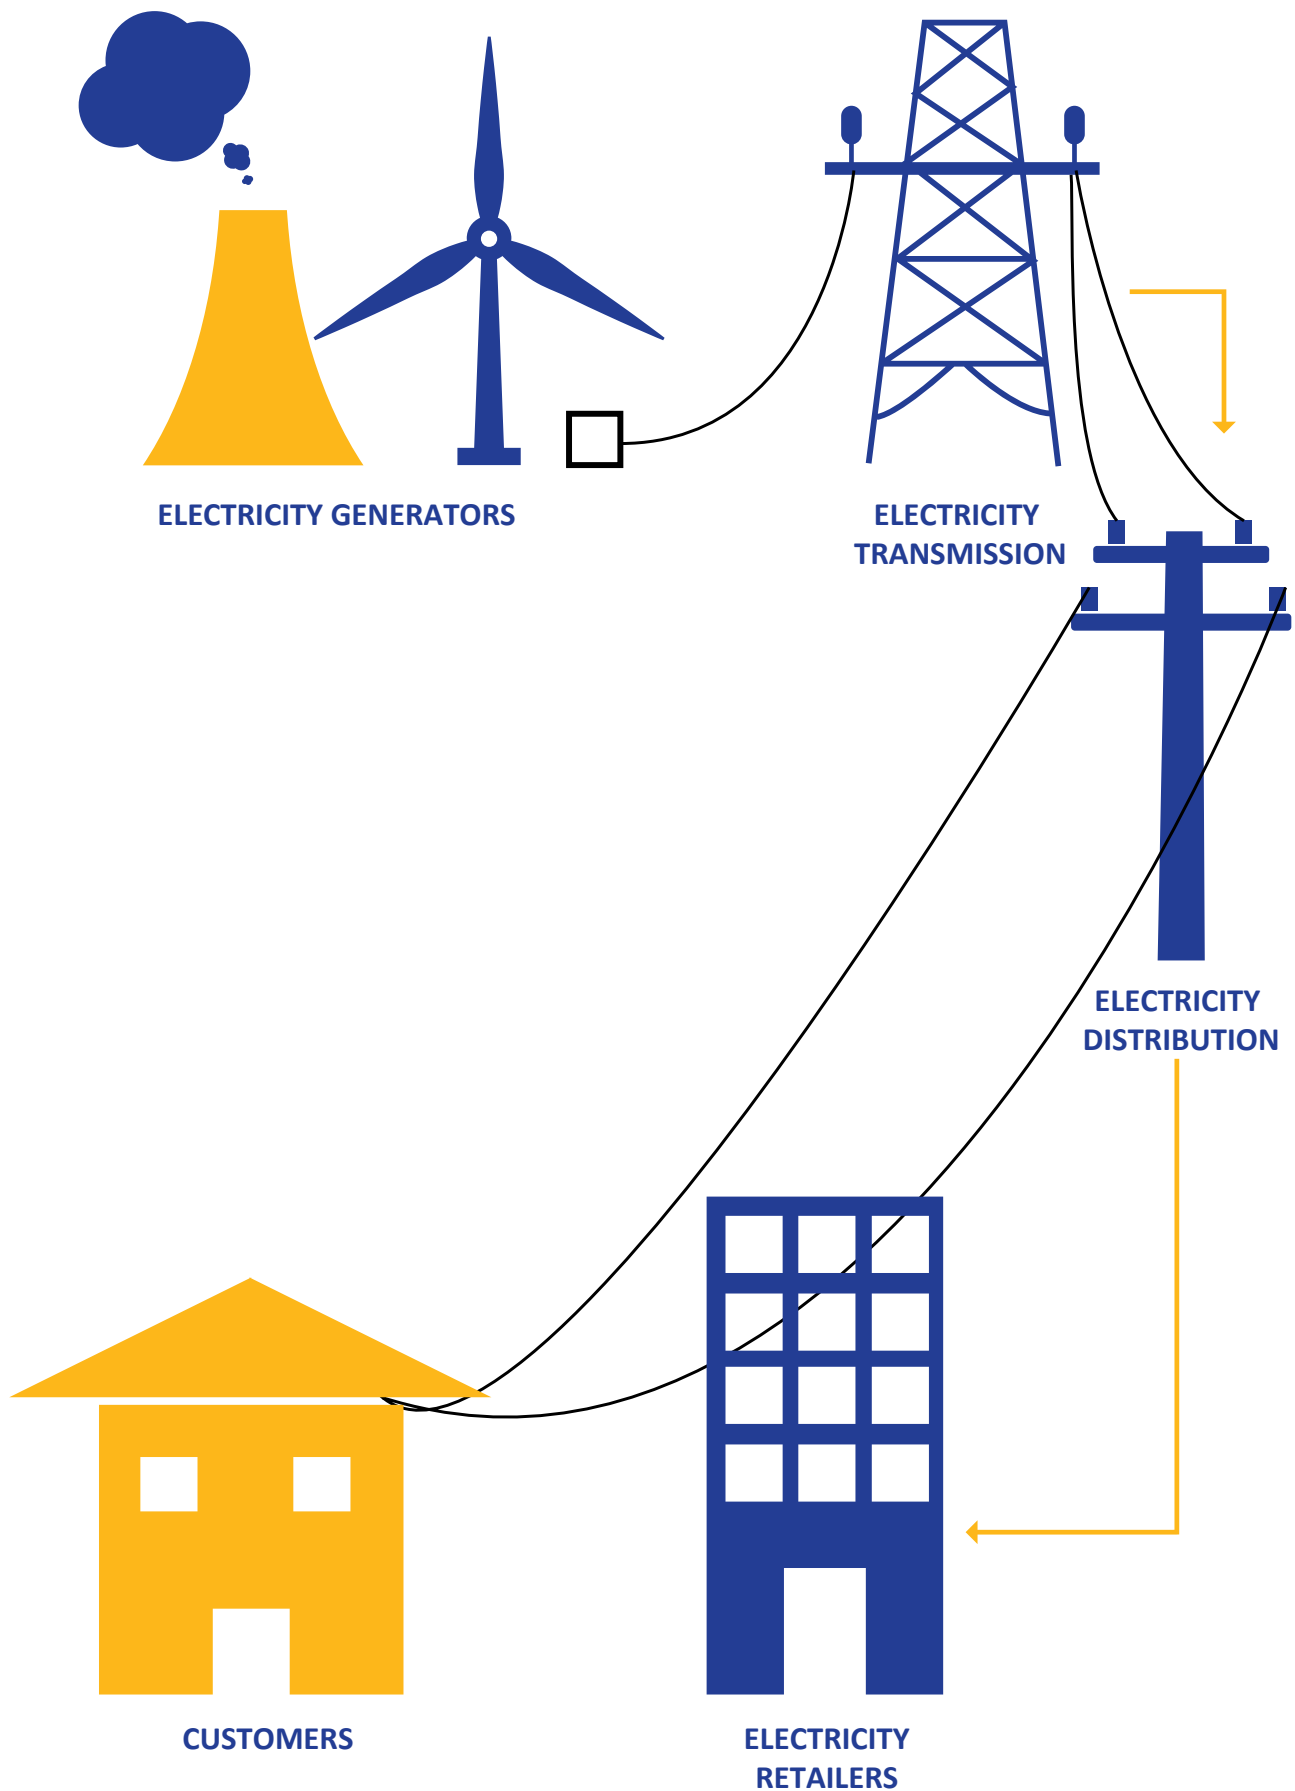 ELECTRICITY GENERATORS
ELECTRICITY
TRANSMISSION
ELECTRICITY
DISTRIBUTION
CUSTOMERS
ELECTRICITY
RETAILERS